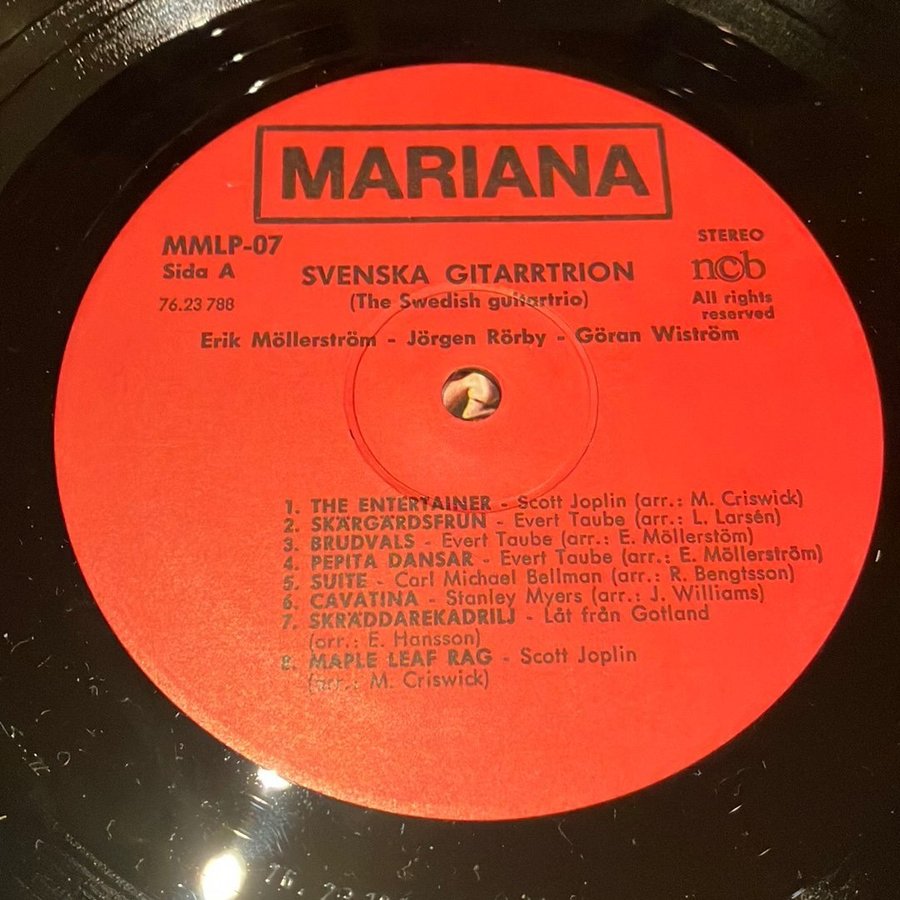 MARIANA
MMLP-07
STEREO
Sida A
SVENSKA GITARRTRION
ncb
76.23 788
(The Swedish guitartrio)
All rights
reserved
Erik Möllerström - Jörgen Rörby - Göran Wiström
1. THE ENTERTAINER - Scott Joplin (arr.: M. Criswick)
2. SKÄRGÅRDSFRUN - Evert Taube (arr.: L. Larsén)
3. BRUDVALS - Evert Taube (arr.: E. Möllerstöm)
4. PEPITA DANSAR - Evert Taube (arr.: E. Möllerström)
5. SUITE - Carl Michael Bellman (arr.: R. Bengtsson)
6. CAVATINA - Stanley Myers (arr.: J. Williams)
7. SKRÄDDAREKADRILJ - Låt från Gotland
(arr.: E. Hansson)
8. MAPLE LEAF RAG - Scott Joplin
(arr.: M. Criswick)